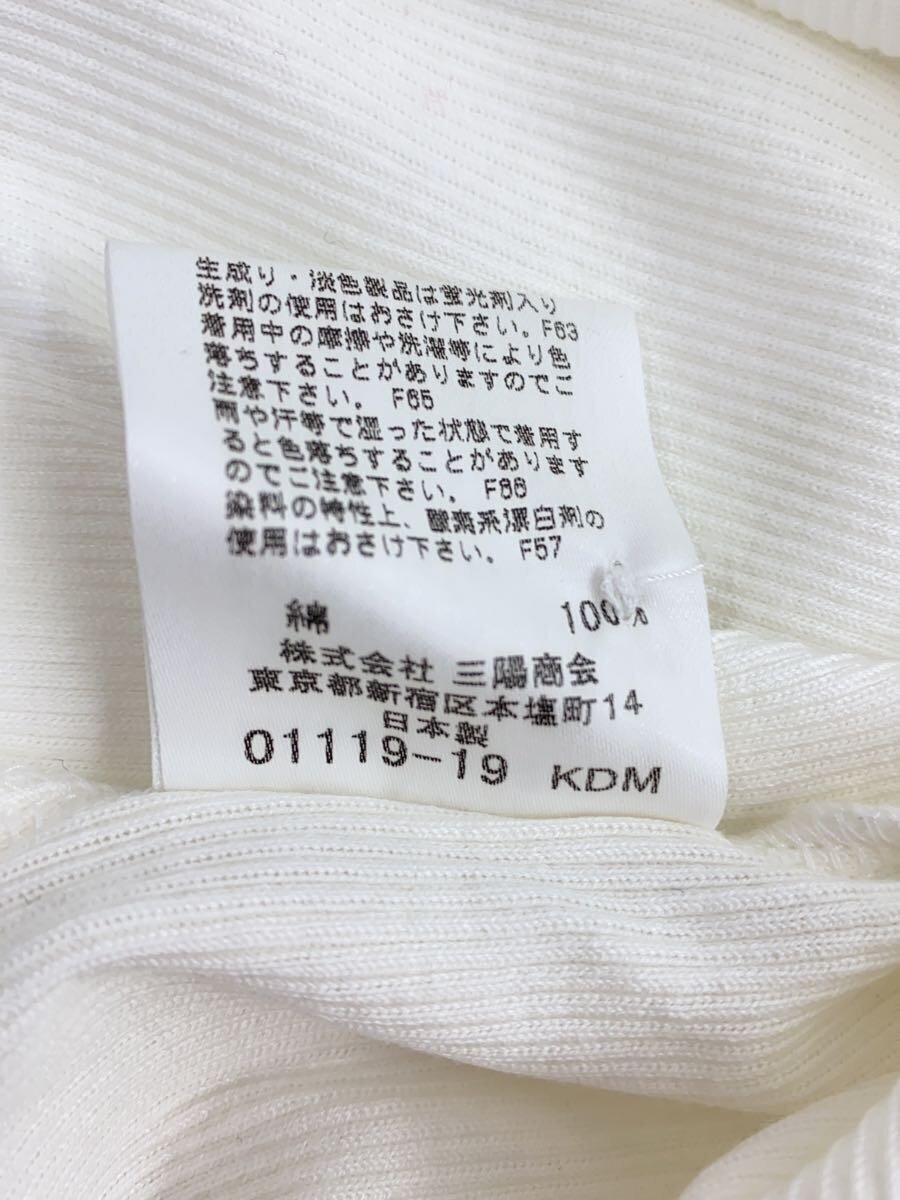 生成り・淡色製品は蛍光剤入り
洗剤の使用はおさけ下さい。F63
着用中の摩擦や洗濯等により色
落ちすることがありますのでご
注意下さい。 F65
雨や汗等で湿った状態で着用す
ると色落ちすることがあります
のでご注意下さい。 F66
染料の特性上、酸素系漂白剤の
使用はおさけ下さい。 F57
綿 100%
株式会社 三陽商会
東京都新宿区本塩町14
日本製
01119-19 KDM